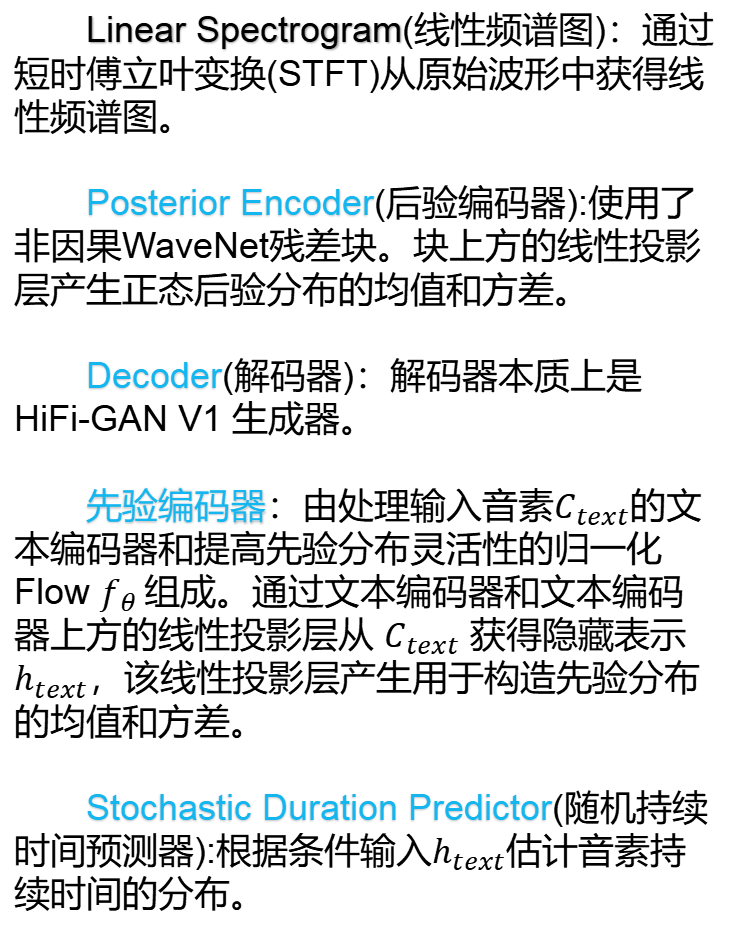 Linear Spectrogram(线性频谱图)：通过
短时傅立叶变换(STFT)从原始波形中获得线
性频谱图。
Posterior Encoder(后验编码器):使用了
非因果WaveNet残差块。块上方的线性投影
层产生正态后验分布的均值和方差。
Decoder(解码器)：解码器本质上是
HiFi-GAN V1 生成器。
先验编码器：由处理输入音素C_{text}的文
本编码器和提高先验分布灵活性的归一化
Flow f_θ 组成。通过文本编码器和文本编码
器上方的线性投影层从 C_{text} 获得隐藏表示
h_{text}，该线性投影层产生用于构造先验分布
的均值和方差。
Stochastic Duration Predictor(随机持续
时间预测器):根据条件输入h_{text}估计音素持
续时间的分布。